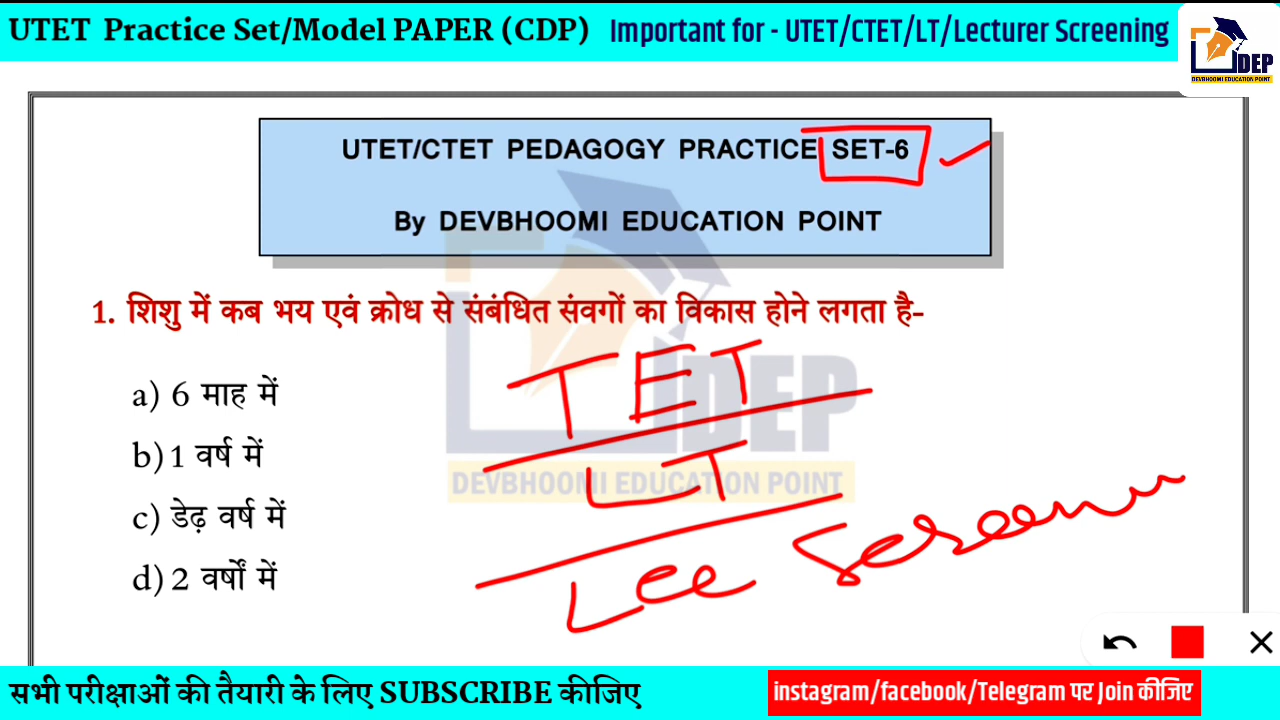 UTET Practice Set/Model PAPER (CDP) Important for - UTET/CTET/LT/Lecturer Screening
DEP
DEVBHOOMI EDUCATION POINT
UTET/CTET PEDAGOGY PRACTICE SET-6
By DEVBHOOMI EDUCATION POINT
1. शिशु में कब भय एवं क्रोध से संबंधित संवगों का विकास होने लगता है-
a) 6 माह में
b) 1 वर्ष में
c) डेढ़ वर्ष में
d) 2 वर्षों में
TET
LT
Lec Screen
DEP
DEVBHOOMI EDUCATION POINT
सभी परीक्षाओं की तैयारी के लिए SUBSCRIBE कीजिए instagram/facebook/Telegram पर Join कीजिए